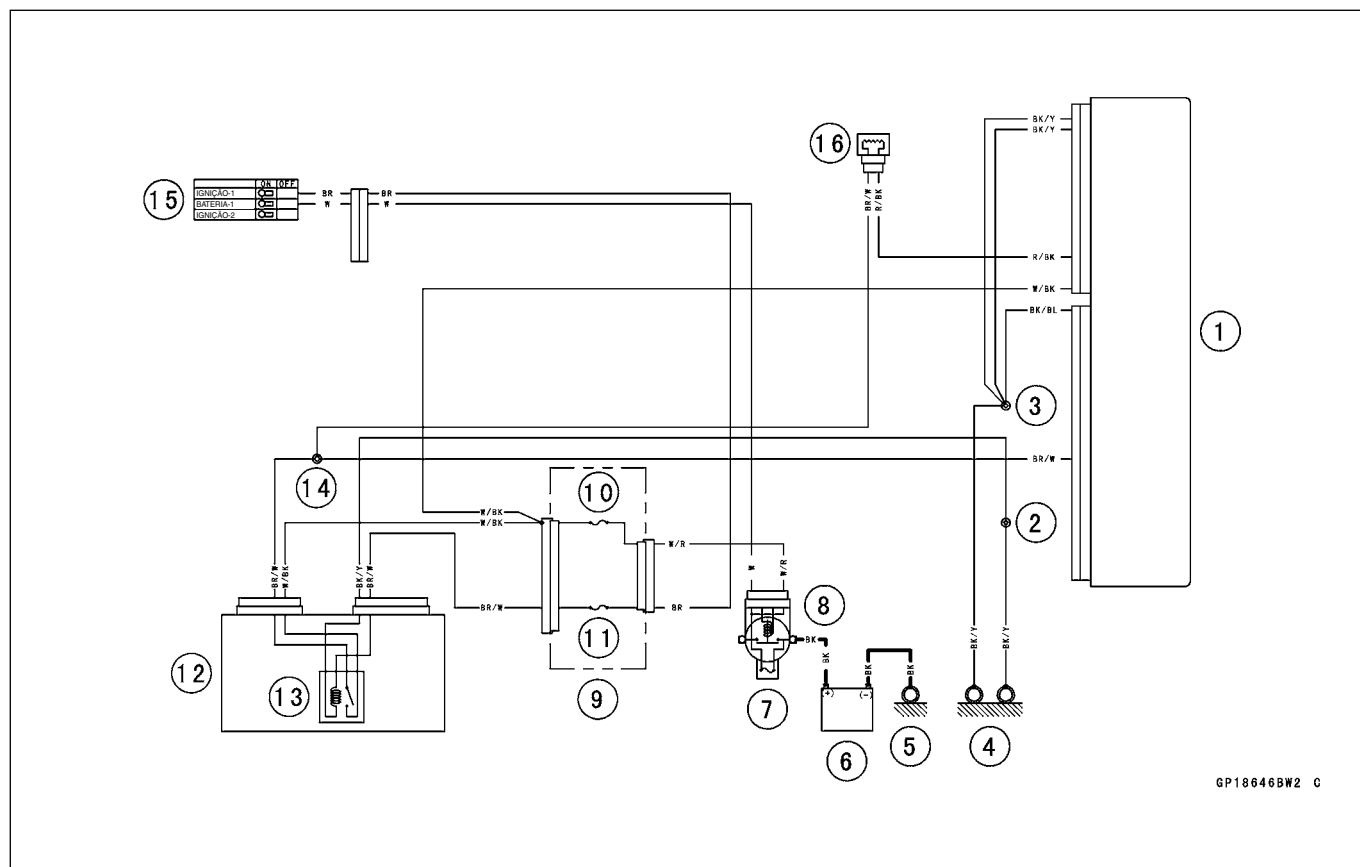 BK/Y
BK/Y
16
ON OFF
15
IGNIÇÃO-1
BATERIA-1
IGNIÇÃO-2
BR
W
BR
W
BR/W
R/BK
R/BK
W/BK
BK/BL
1
3
BR/W
14
10
2
W/BK
W/BK
W/R
BR/W
W/BK
BK/Y
BR/W
W
W/R
8
BR/W
BR
11
BK
BK
BK
BK
BK/Y
BK/Y
12
13
(+)
(-)
9
7
6
5
4
GP18646BW2 C